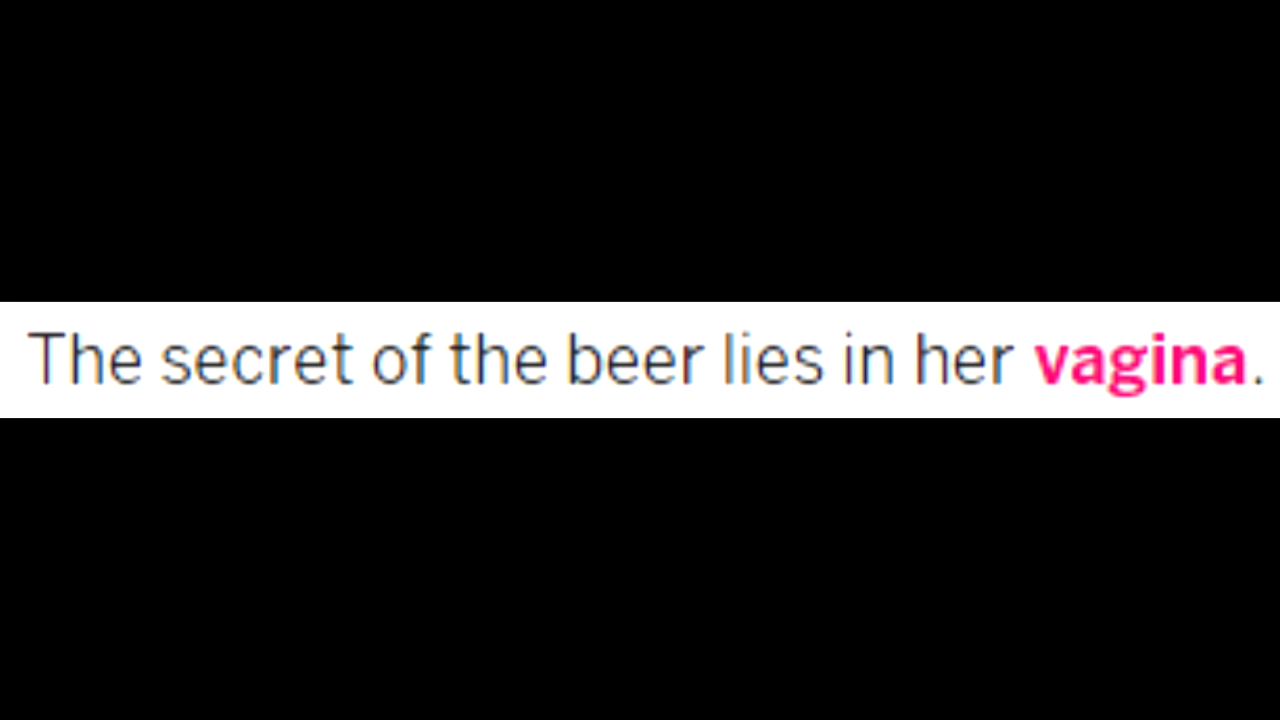 The secret of the beer lies in her vagina.